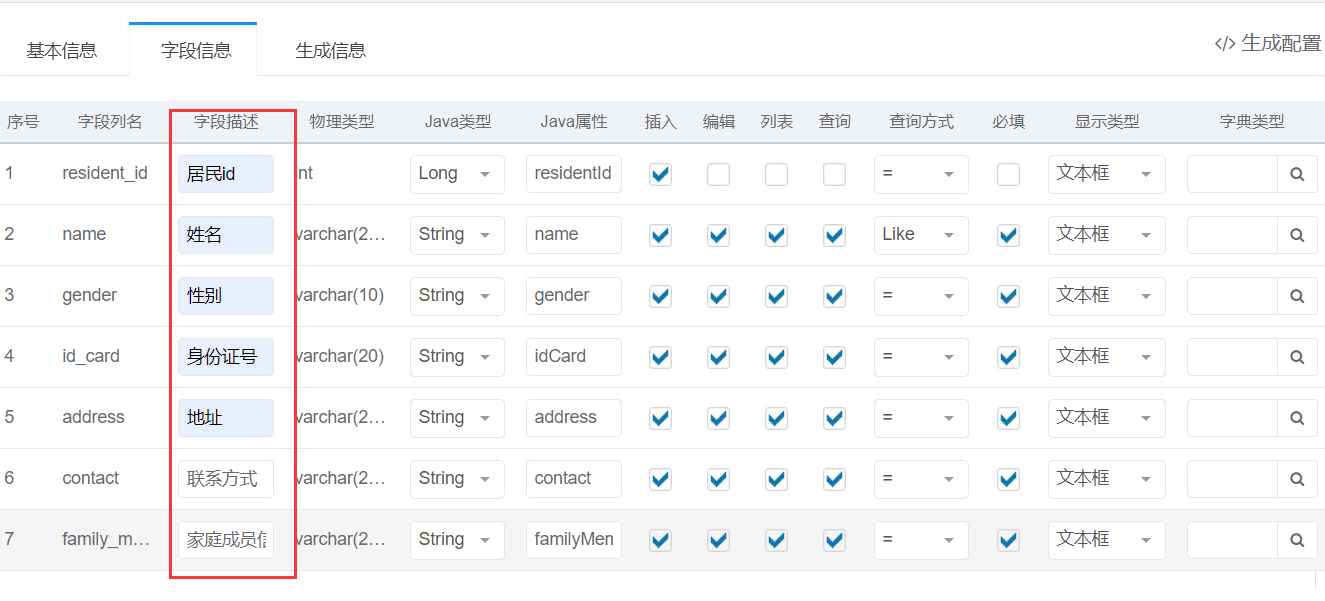 基本信息 字段信息 生成信息 </> 生成配置
序号 字段列名 字段描述 物理类型 Java类型 Java属性 插入 编辑 列表 查询 查询方式 必填 显示类型 字典类型
1 resident_id 居民id int Long residentId = 文本框
2 name 姓名 varchar(2… String name Like 文本框
3 gender 性别 varchar(10) String gender = 文本框
4 id_card 身份证号 varchar(20) String idCard = 文本框
5 address 地址 varchar(2… String address = 文本框
6 contact 联系方式 varchar(2… String contact = 文本框
7 family_m… 家庭成员信 varchar(2… String familyMen = 文本框